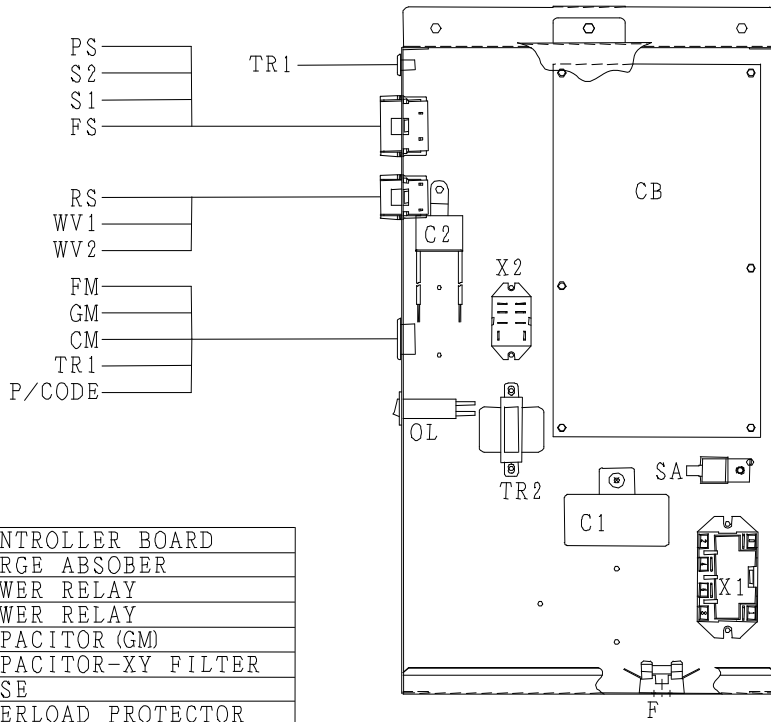 PS
S2
S1
FS
TR1
RS
WV1
WV2
FM
GM
CM
TR1
P/CODE
C2
X2
CB
OL
TR2
SA
C1
X1
F
NTROLLER BOARD
RGE ABSOBER
WER RELAY
WER RELAY
PACITOR (GM)
PACITOR-XY FILTER
SE
ERLOAD PROTECTOR